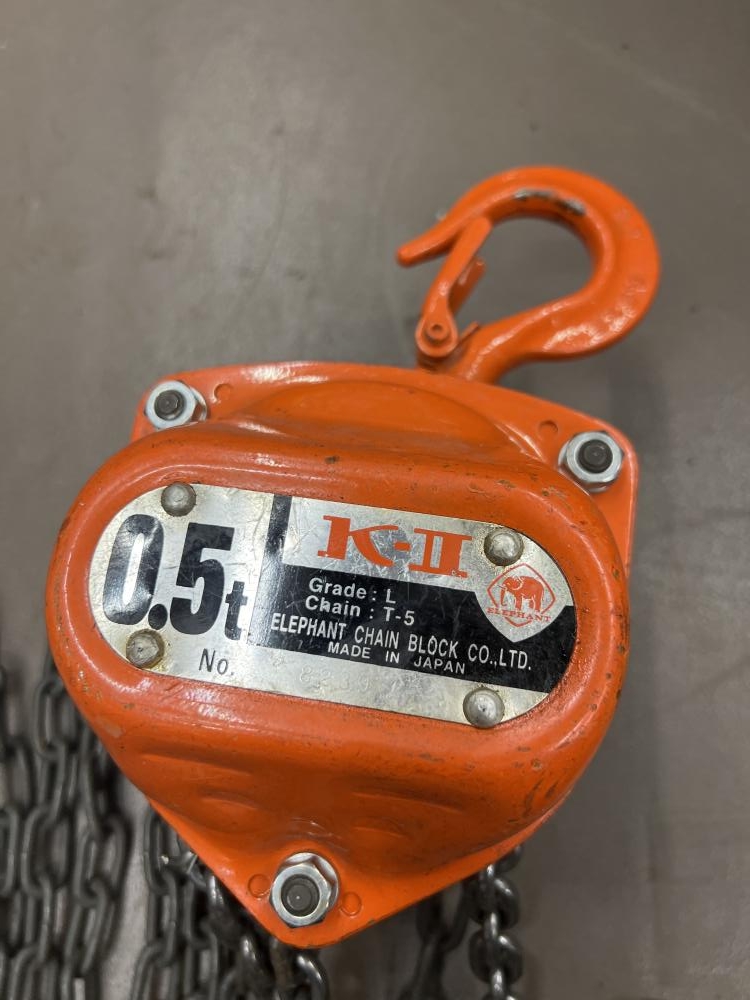 0.5t
K-II
Grade : L
Chain : T-5
ELEPHANT CHAIN BLOCK CO.,LTD.
MADE IN JAPAN
ELEPHANT
No.